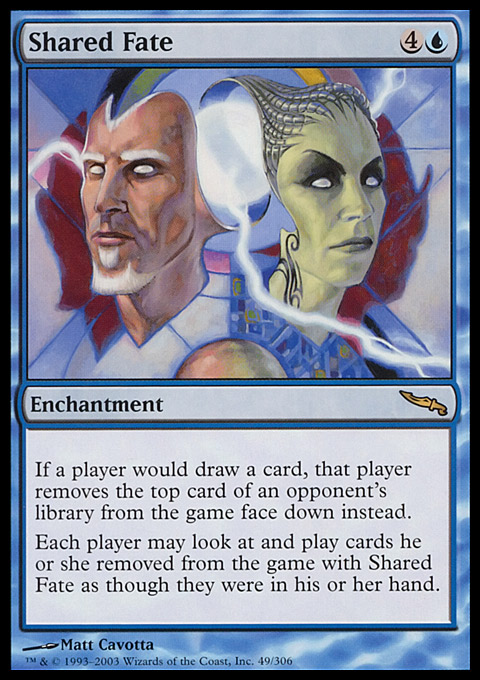 Shared Fate
4
Enchantment
If a player would draw a card, that player
removes the top card of an opponent's
library from the game face down instead.
Each player may look at and play cards he
or she removed from the game with Shared
Fate as though they were in his or her hand.
Matt Cavotta
™ & © 1993–2003 Wizards of the Coast, Inc. 49/306